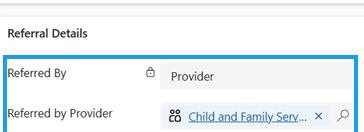 Referral Details
Referred By Provider
Referred by Provider Child and Family Serv...